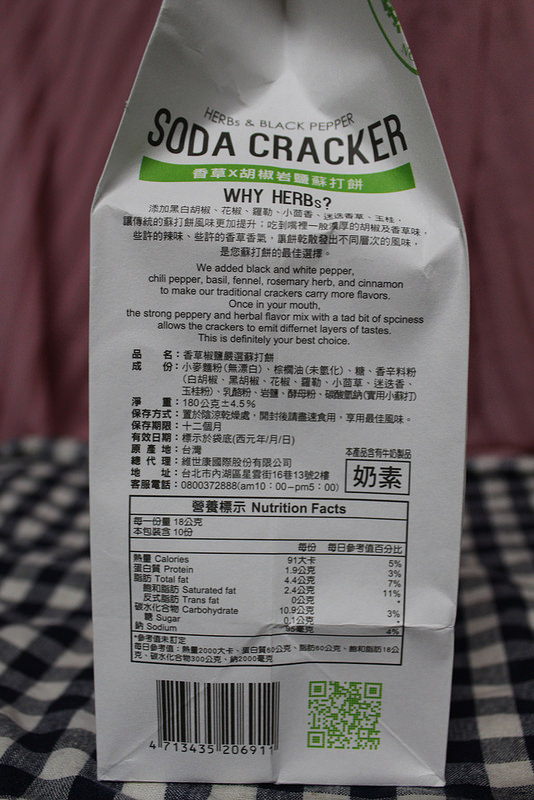 HERBs & BLACK PEPPER
SODA CRACKER
香草X胡椒岩鹽蘇打餅
WHY HERBs?
添加黑白胡椒、花椒、羅勒、小茴香、迷迭香草、玉桂,
讓傳統的蘇打餅風味更加提升;吃到嘴裡一股濃厚的胡椒及香草味,
些許的辣味、些許的香草香氣,讓餅乾散發出不同層次的風味,
是您蘇打餅的最佳選擇。
We added black and white pepper,
chili pepper, basil, fennel, rosemary herb, and cinnamon
to make our traditional crackers carry more flavors.
Once in your mouth,
the strong peppery and herbal flavor mix with a tad bit of spciness
allows the crackers to emit differnet layers of tastes.
This is definitely your best choice.
品 名:香草椒鹽嚴選蘇打餅
成 份:小麥麵粉(無漂白)、棕櫚油(未氫化)、糖、香辛料粉
(白胡椒、黑胡椒、花椒、羅勒、小茴草、迷迭香、
玉桂粉)、乳酪粉、岩鹽、酵母粉、碳酸氫鈉(實用小蘇打)
淨 重:180公克±4.5%
保存方式:置於陰涼乾燥處,開封後請盡速食用,享用最佳風味。
保存期限:十二個月
有效日期:標示於袋底(西元年/月/日)
原 產 地:台灣
總 代 理:維世康國際股份有限公司
地 址:台北市內湖區星雲街16巷13號2樓
客服電話:0800372888(am10:00-pm5:00)
本產品含有牛奶製品
奶素
營養標示 Nutrition Facts
每一份量 18公克
本包裝含 10份
每份 每日參考值百分比
熱量 Calories 91大卡 5%
蛋白質 Protein 1.9公克 3%
脂肪 Total fat 4.4公克 7%
飽和脂肪 Saturated fat 2.4公克 11%
反式脂肪 Trans fat 0公克 *
碳水化合物 Carbohydrate 10.9公克 3%
糖 Sugar 0.1公克 *
鈉 Sodium 95毫克 4%
*參考值未訂定
每日參考值:熱量2000大卡、蛋白質60公克、脂肪60公克、飽和脂肪18公
克、碳水化合物300公克、鈉2000毫克
4 713435 206911